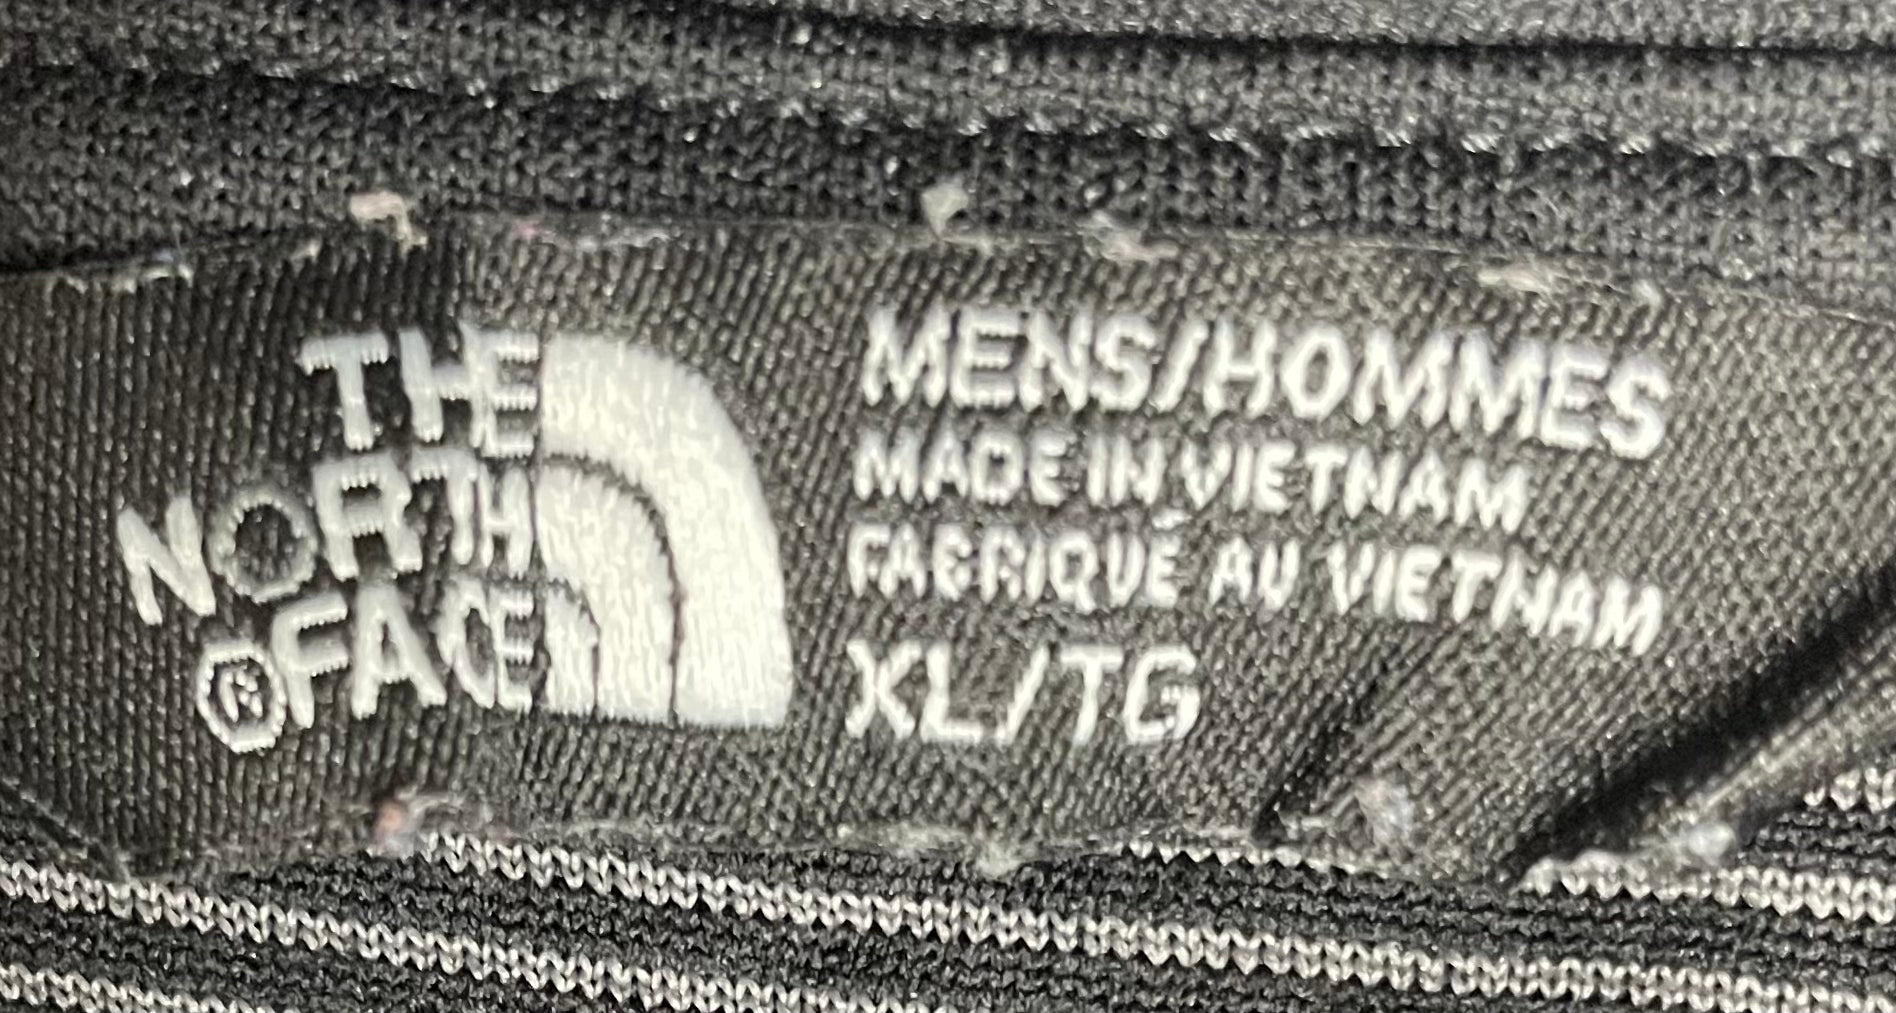 THE
NORTH
®FACE
MENS/HOMMES
MADE IN VIETNAM
FABRIQUÉ AU VIETNAM
XL/TG